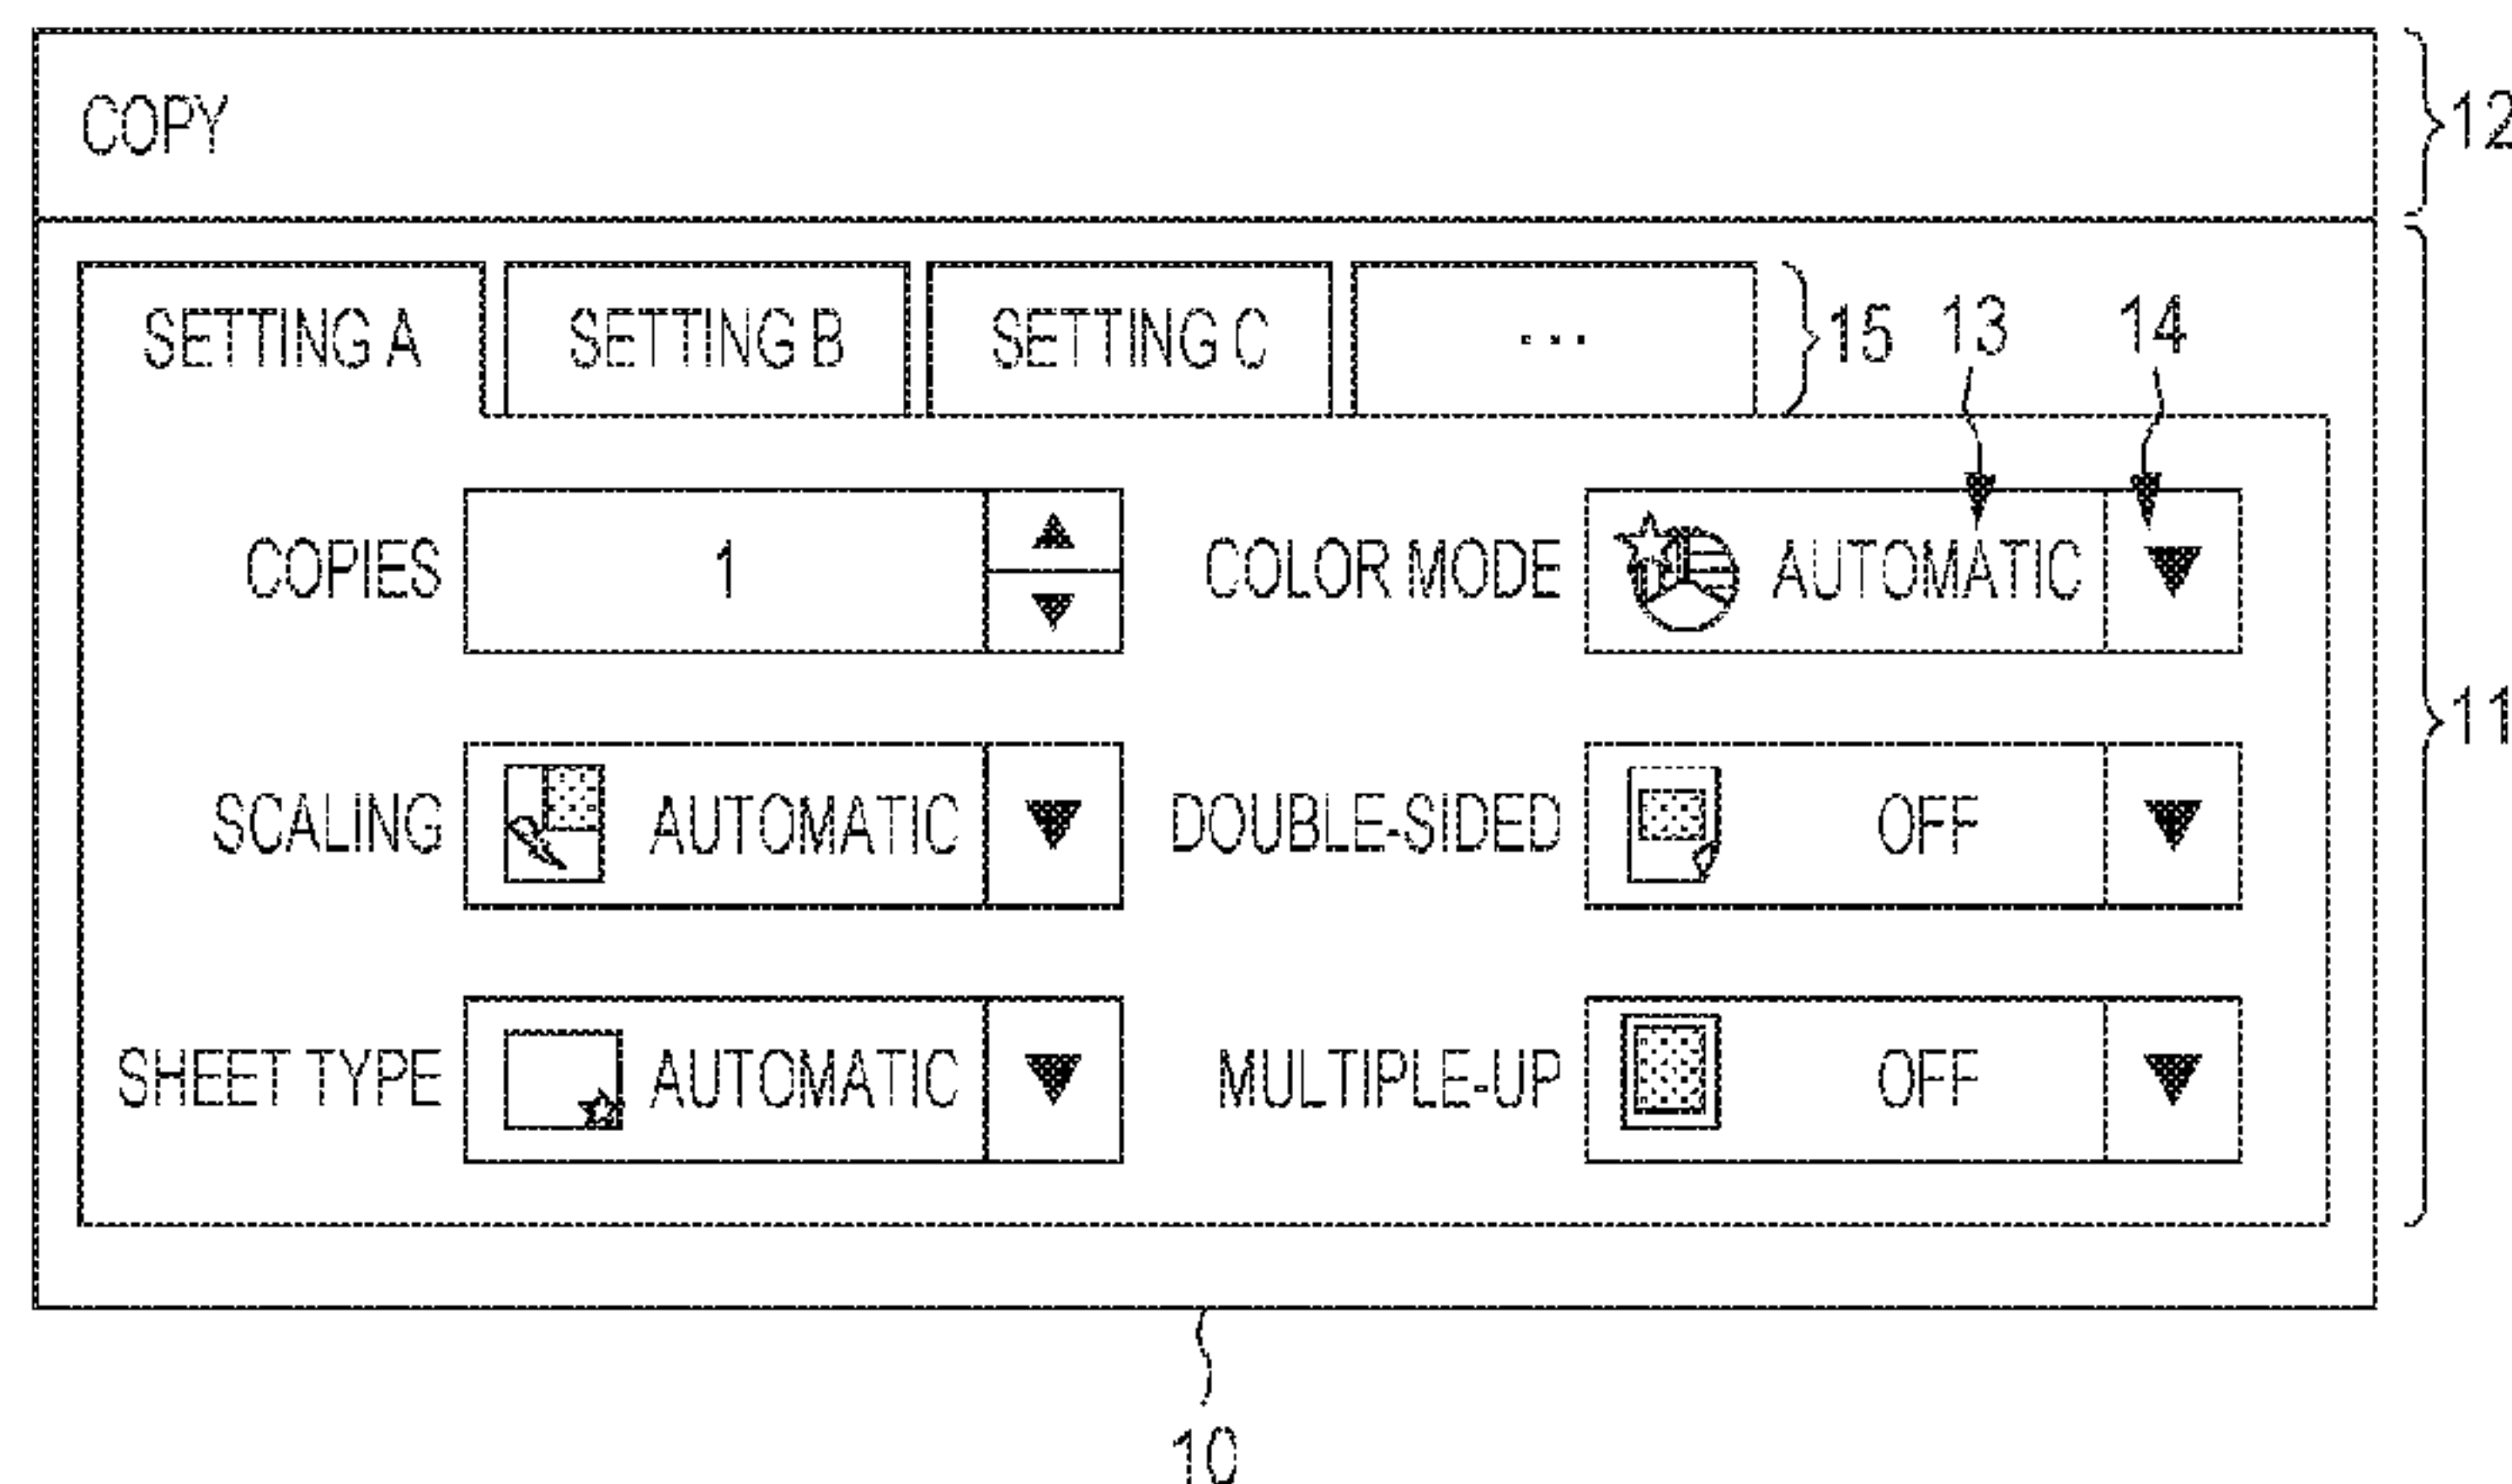 COPY 12
SETTING A SETTING B SETTING C ... 15 13 14
COPIES 1 COLOR MODE AUTOMATIC
11
SCALING AUTOMATIC DOUBLE-SIDED OFF
SHEET TYPE AUTOMATIC MULTIPLE-UP OFF
10